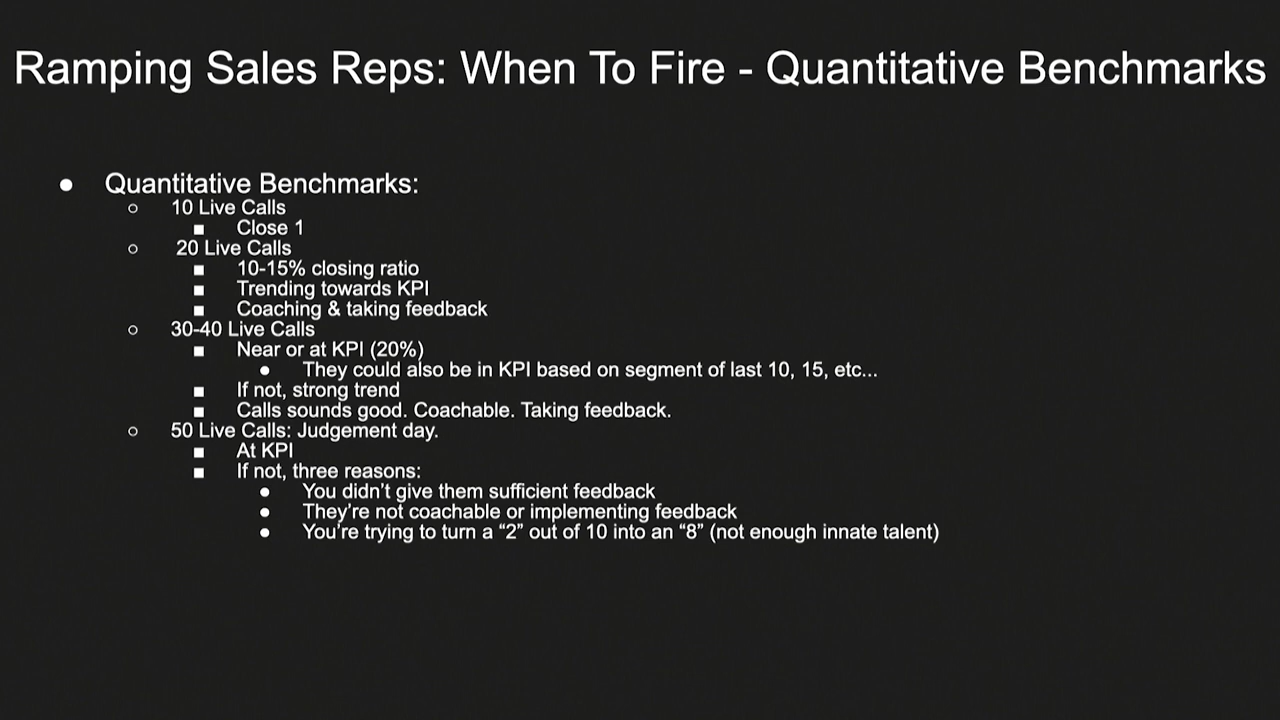 Ramping Sales Reps: When To Fire - Quantitative Benchmarks
Quantitative Benchmarks:
10 Live Calls
Close 1
20 Live Calls
10-15% closing ratio
Trending towards KPI
Coaching & taking feedback
30-40 Live Calls
Near or at KPI (20%)
They could also be in KPI based on segment of last 10, 15, etc...
If not, strong trend
Calls sounds good. Coachable. Taking feedback.
50 Live Calls: Judgement day.
At KPI
If not, three reasons:
You didn’t give them sufficient feedback
They’re not coachable or implementing feedback
You’re trying to turn a “2” out of 10 into an “8” (not enough innate talent)